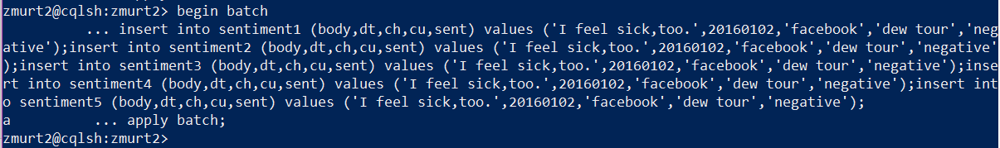 zmurt2@cqlsh:zmurt2> begin batch
... insert into sentiment1 (body,dt,ch,cu,sent) values ('I feel sick,too.',20160102,'facebook','dew tour','neg
ative');insert into sentiment2 (body,dt,ch,cu,sent) values ('I feel sick,too.',20160102,'facebook','dew tour','negative'
);insert into sentiment3 (body,dt,ch,cu,sent) values ('I feel sick,too.',20160102,'facebook','dew tour','negative');inse
rt into sentiment4 (body,dt,ch,cu,sent) values ('I feel sick,too.',20160102,'facebook','dew tour','negative');insert int
o sentiment5 (body,dt,ch,cu,sent) values ('I feel sick,too.',20160102,'facebook','dew tour','negative');
a ... apply batch;
zmurt2@cqlsh:zmurt2>